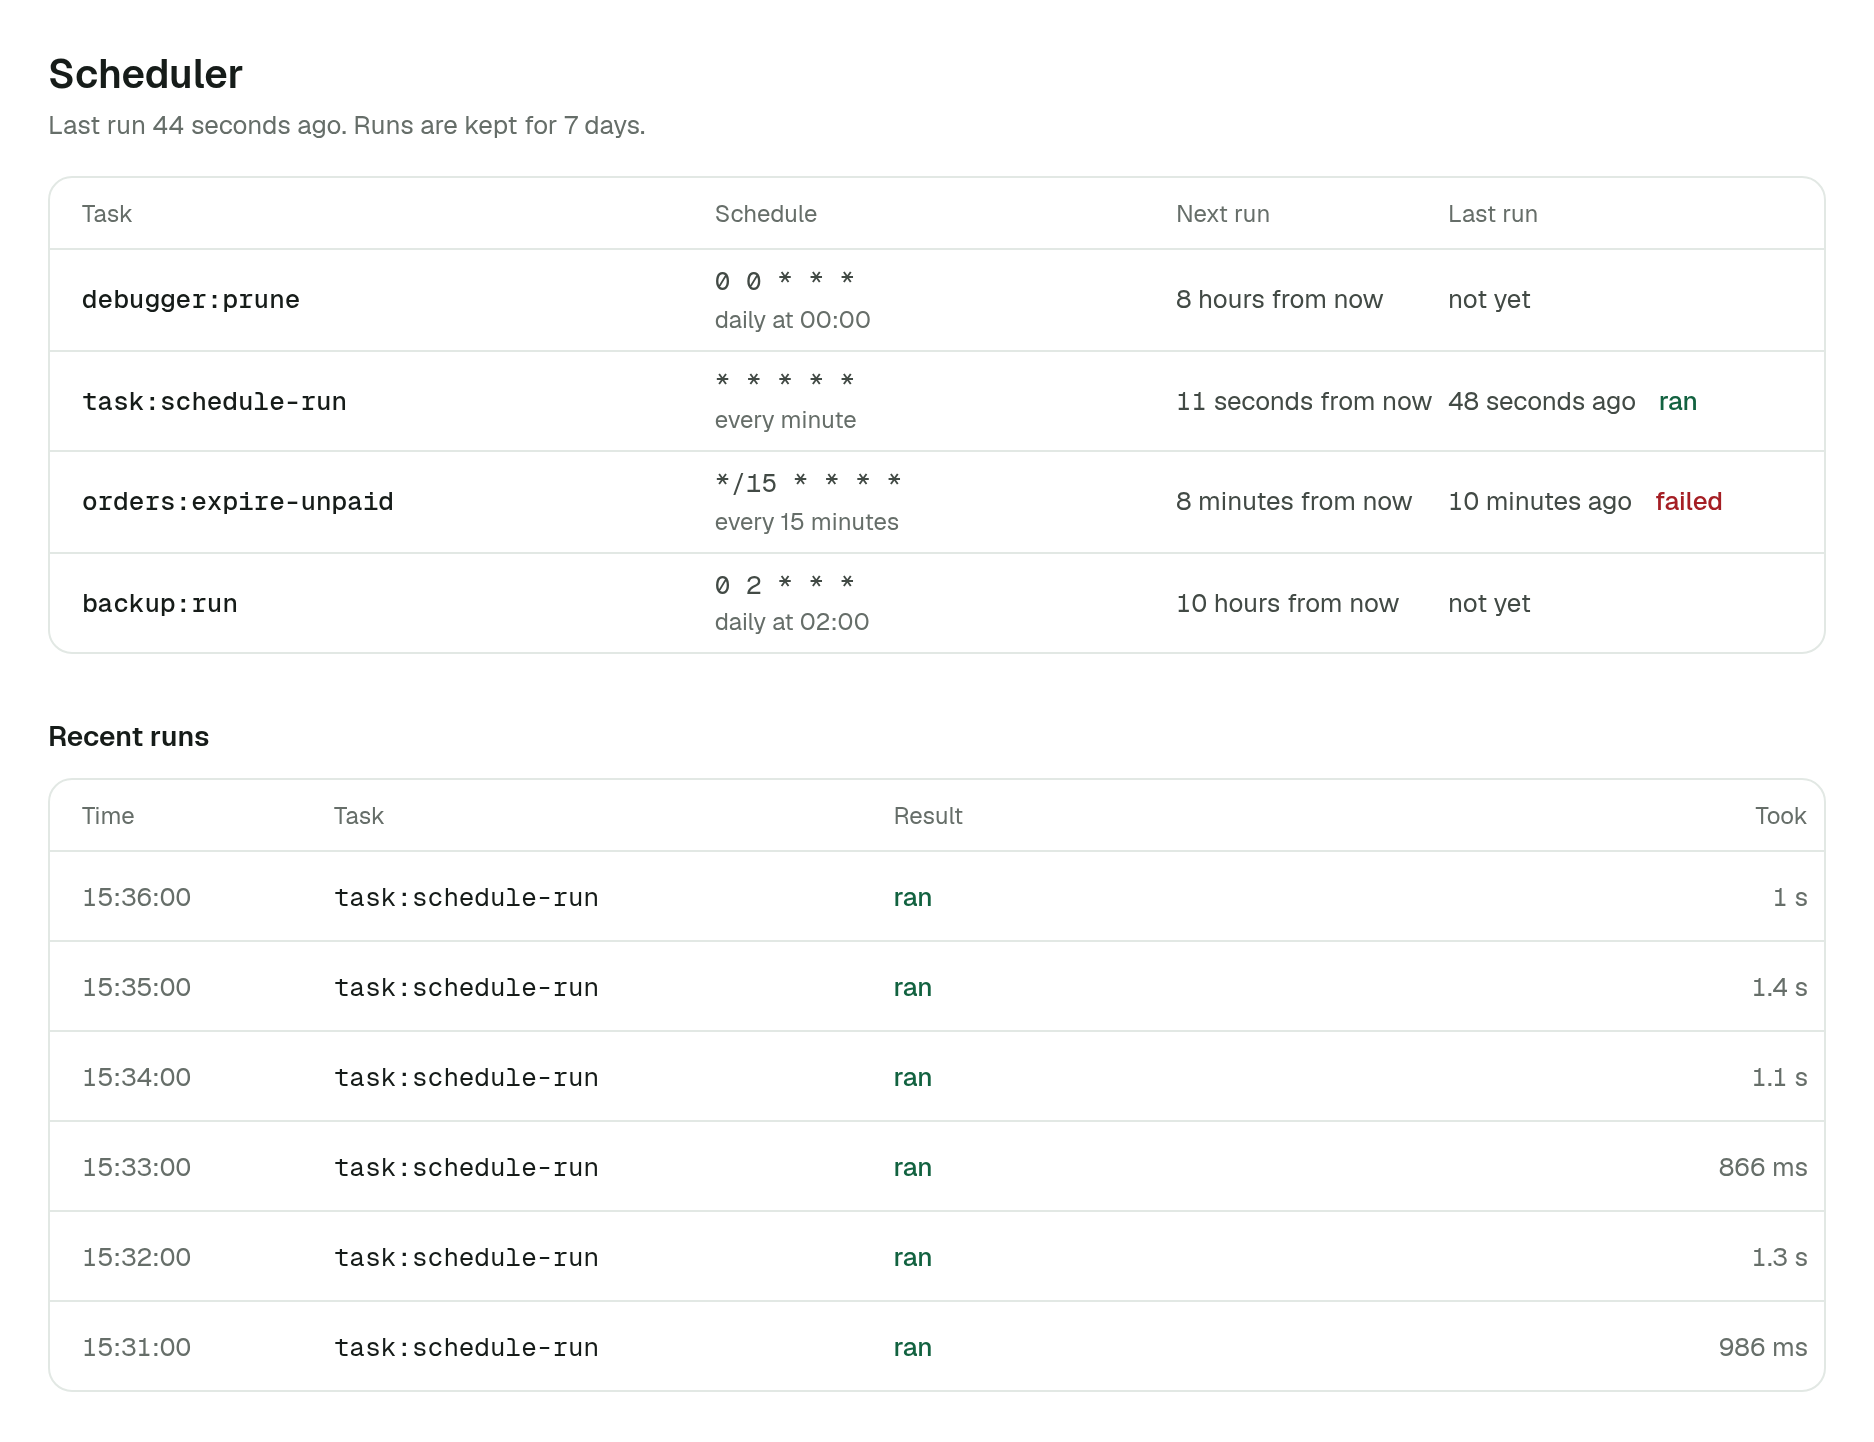 Scheduler
Last run 44 seconds ago. Runs are kept for 7 days.
Task Schedule Next run Last run
debugger:prune 0 0 * * * 8 hours from now not yet
daily at 00:00
task:schedule-run * * * * * 11 seconds from now 48 seconds ago ran
every minute
orders:expire-unpaid */15 * * * * 8 minutes from now 10 minutes ago failed
every 15 minutes
backup:run 0 2 * * * 10 hours from now not yet
daily at 02:00
Recent runs
Time Task Result Took
15:36:00 task:schedule-run ran 1 s
15:35:00 task:schedule-run ran 1.4 s
15:34:00 task:schedule-run ran 1.1 s
15:33:00 task:schedule-run ran 866 ms
15:32:00 task:schedule-run ran 1.3 s
15:31:00 task:schedule-run ran 986 ms